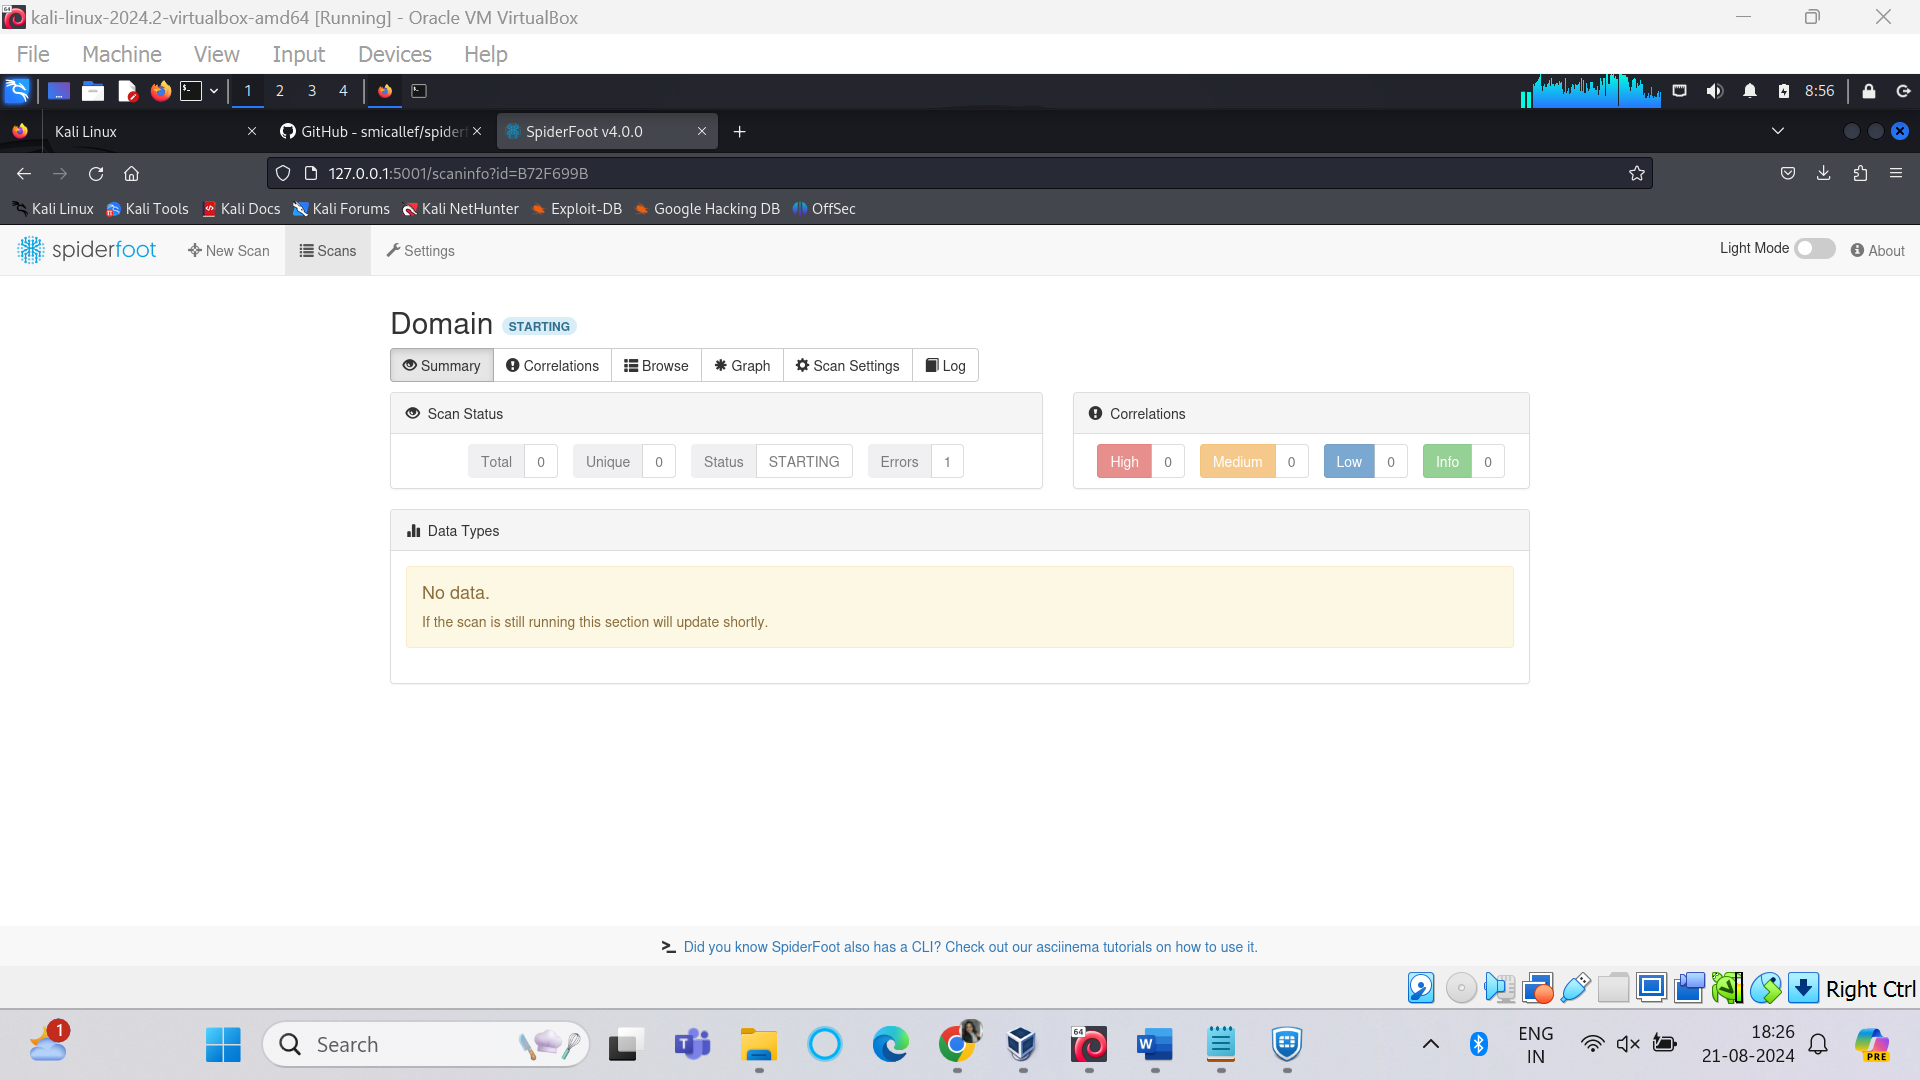 kali-linux-2024.2-virtualbox-amd64 [Running] - Oracle VM VirtualBox
File Machine View Input Devices Help
1 2 3 4 8:56
Kali Linux GitHub - smicallef/spider SpiderFoot v4.0.0
127.0.0.1:5001/scaninfo?id=B72F699B
Kali Linux Kali Tools Kali Docs Kali Forums Kali NetHunter Exploit-DB Google Hacking DB OffSec
spiderfoot New Scan Scans Settings Light Mode About
Domain STARTING
Summary Correlations Browse Graph Scan Settings Log
Scan Status
Total 0 Unique 0 Status STARTING Errors 1
Correlations
High 0 Medium 0 Low 0 Info 0
Data Types
No data.
If the scan is still running this section will update shortly.
Did you know SpiderFoot also has a CLI? Check out our asciinema tutorials on how to use it.
Right Ctrl
1 Search 64 ENG IN 18:26
21-08-2024 PRE